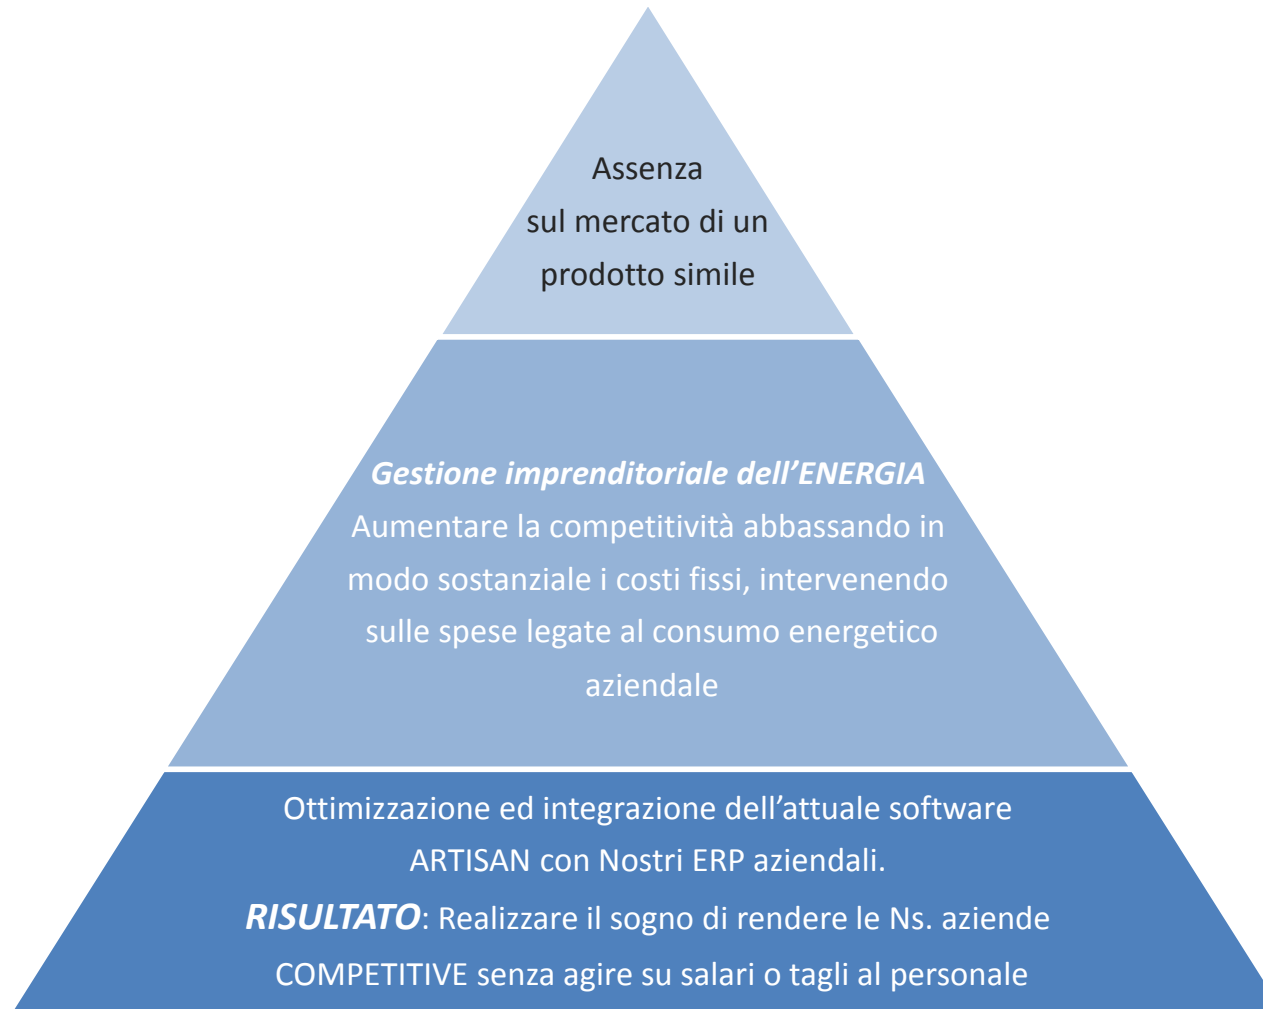 Assenza
sul mercato di un
prodotto simile
Gestione imprenditoriale dell’ENERGIA
Aumentare la competitività abbassando in
modo sostanziale i costi fissi, intervenendo
sulle spese legate al consumo energetico
aziendale
Ottimizzazione ed integrazione dell’attuale software
ARTISAN con Nostri ERP aziendali.
RISULTATO: Realizzare il sogno di rendere le Ns. aziende
COMPETITIVE senza agire su salari o tagli al personale